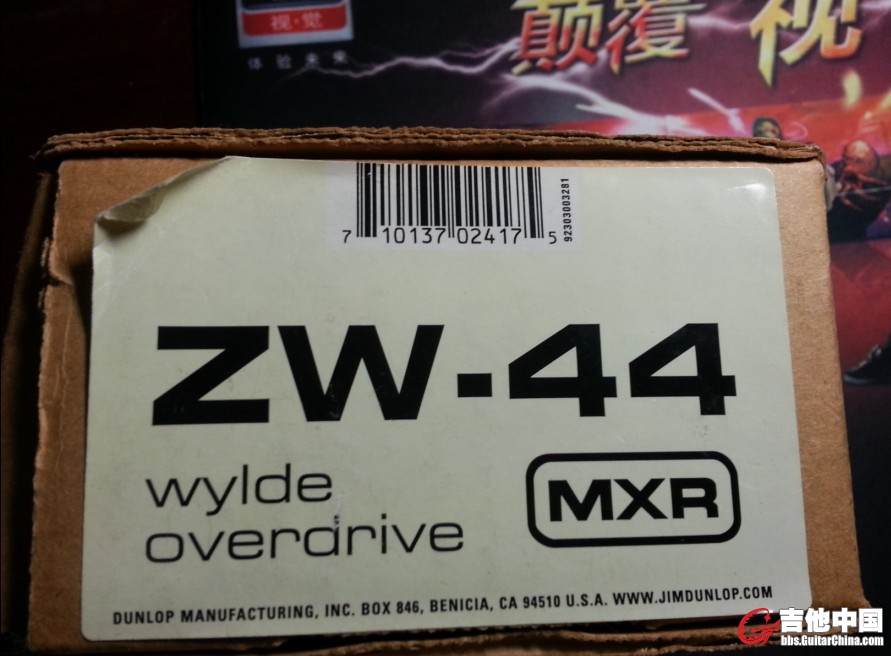 视·觉
体验未来
颠覆 视
7 10137 02417 5
92303003281
ZW-44
wylde
overdrive
MXR
DUNLOP MANUFACTURING, INC. BOX 846, BENICIA, CA 94510 U.S.A. WWW.JIMDUNLOP.COM
吉他中国
bbs.GuitarChina.com